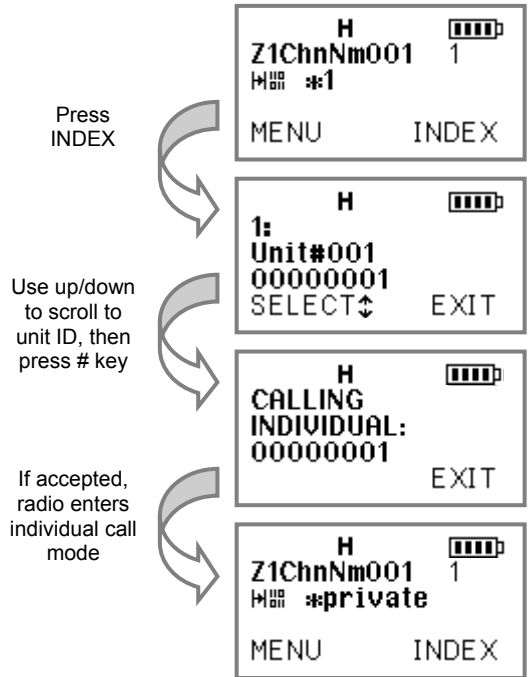 H
Z1ChnNm001 1
*1
MENU INDEX
Press
INDEX
H
1:
Unit#001
00000001
SELECT↕ EXIT
Use up/down
to scroll to
unit ID, then
press # key
H
CALLING
INDIVIDUAL:
00000001
EXIT
If accepted,
radio enters
individual call
mode
H
Z1ChnNm001 1
*private
MENU INDEX